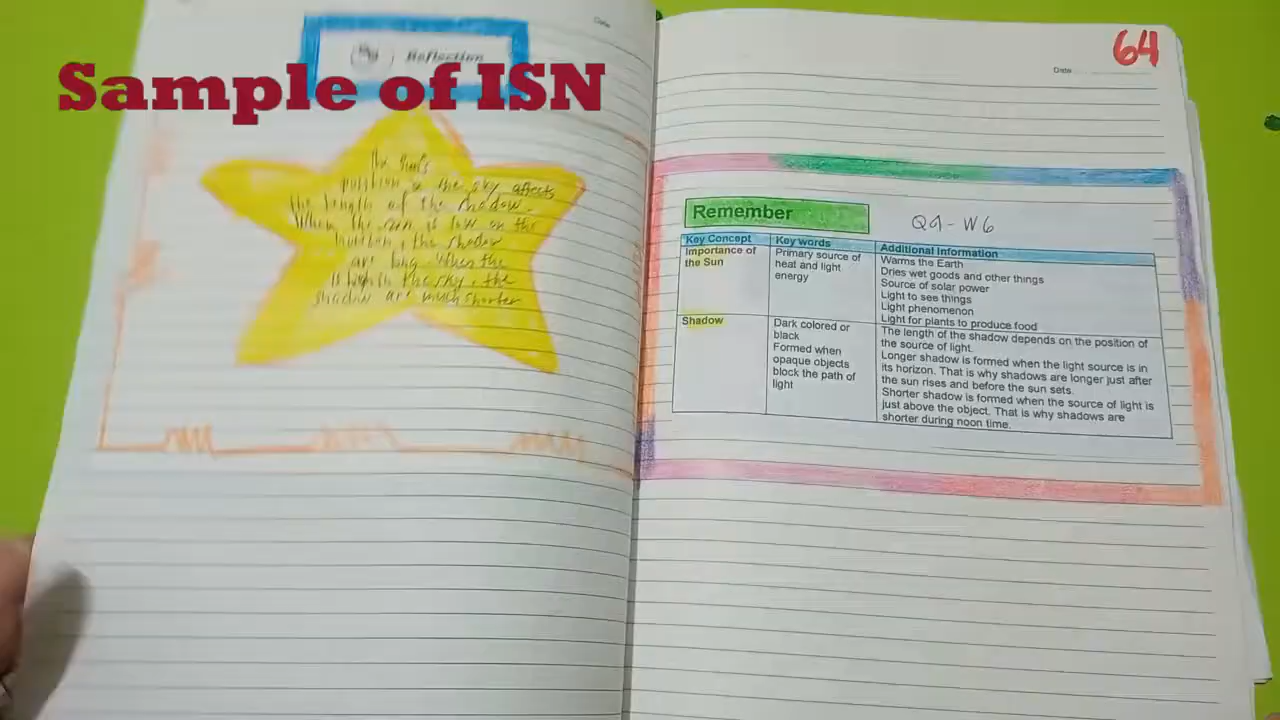 Sample of ISN
My Reflection
The Sun's
position in the sky affects
the length of the shadow.
When the sun is low on the
horizon, the shadow
are long. When the
is high in the sky, the
shadow are much shorter
Date
64
Date
Remember
Q4 - W6
Key Concept Key words Additional Information
Importance of the Sun
Primary source of heat and light energy
Warms the Earth
Dries wet goods and other things
Source of solar power
Light to see things
Light phenomenon
Light for plants to produce food
Shadow
Dark colored or
black
Formed when
opaque objects
block the path of
light
The length of the shadow depends on the position of
the source of light.
Longer shadow is formed when the light source is in
its horizon. That is why shadows are longer just after
the sun rises and before the sun sets.
Shorter shadow is formed when the source of light is
just above the object. That is why shadows are
shorter during noon time.